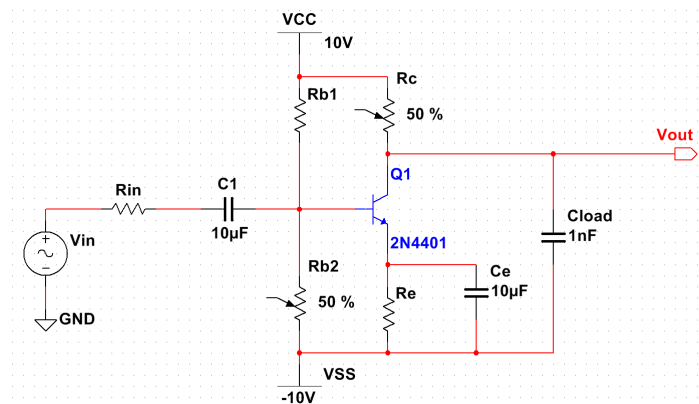 VCC
10V
Rb1
Rc
50 %
Vout
Q1
Rin
C1
10µF
2N4401
Cload
1nF
Vin
Rb2
50 %
Re
Ce
10µF
GND
VSS
-10V